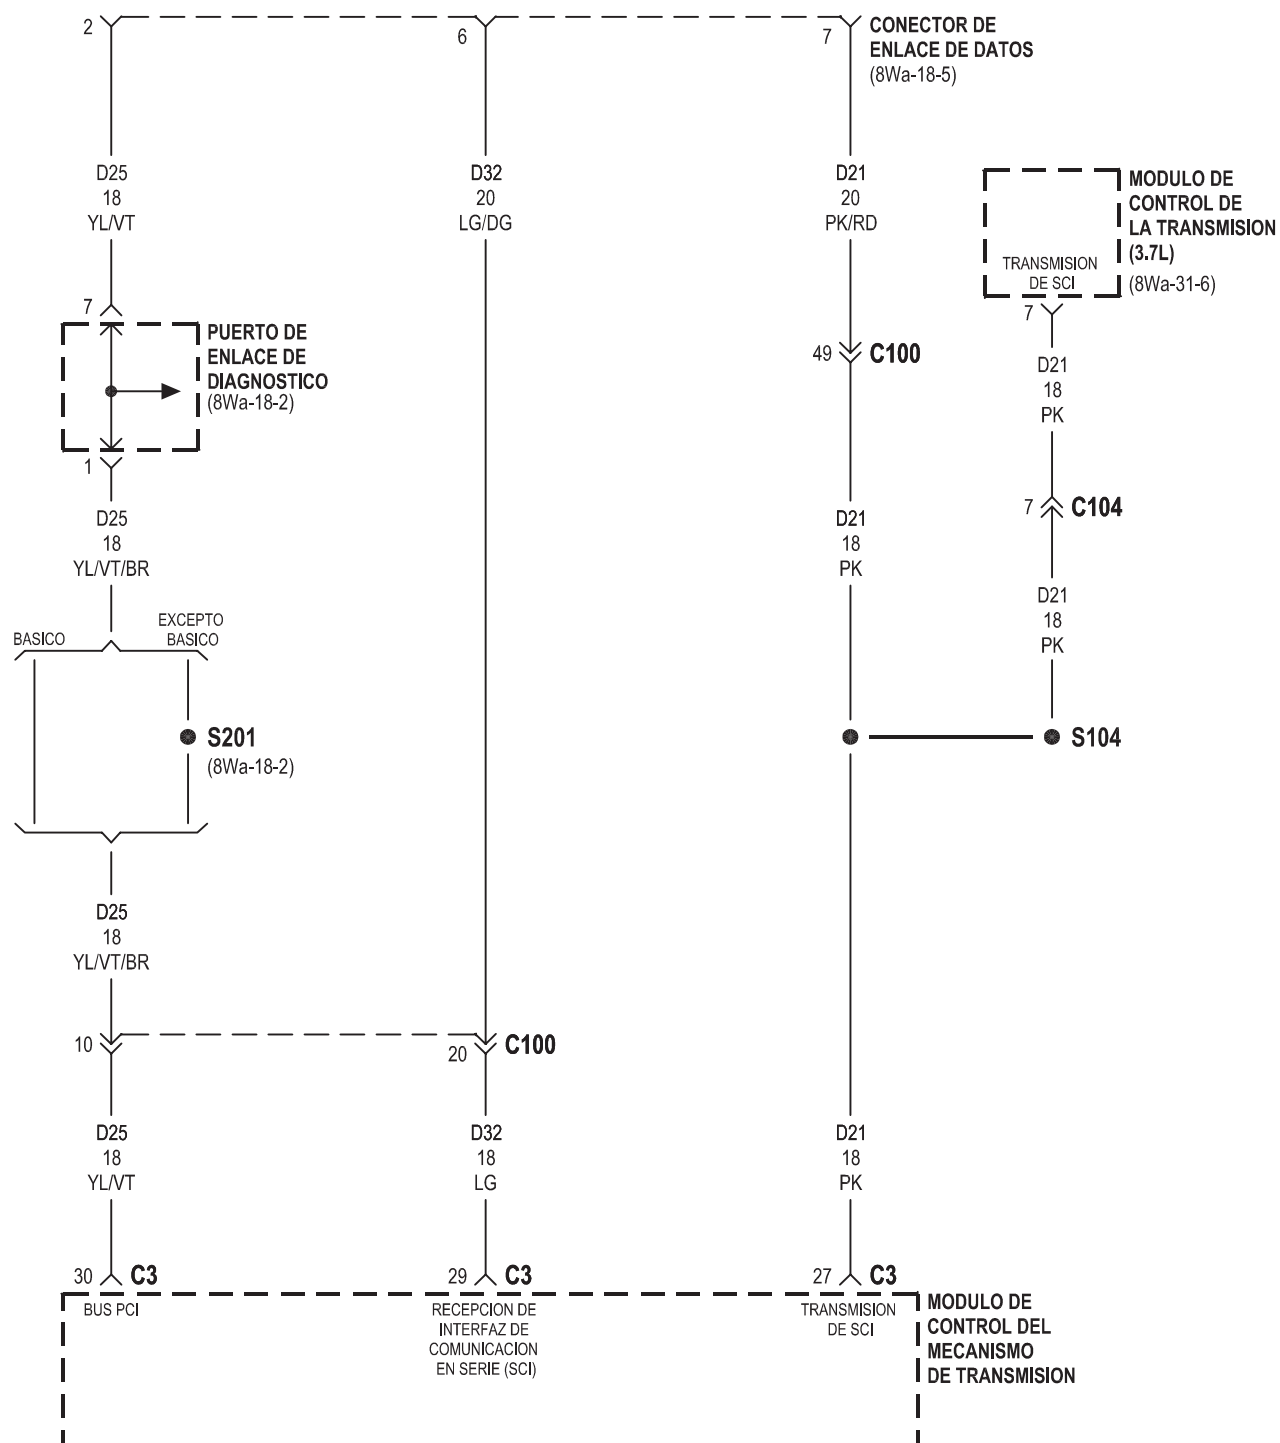 2
6
7
CONECTOR DE
ENLACE DE DATOS
(8Wa-18-5)
D25
18
YL/VT
D32
20
LG/DG
D21
20
PK/RD
MODULO DE
CONTROL DE
LA TRANSMISION
(3.7L)
(8Wa-31-6)
TRANSMISION
DE SCI
7
7
PUERTO DE
ENLACE DE
DIAGNOSTICO
(8Wa-18-2)
1
49
C100
D21
18
PK
7
C104
D25
18
YL/VT/BR
D21
18
PK
D21
18
PK
BASICO
EXCEPTO
BASICO
S201
(8Wa-18-2)
S104
D25
18
YL/VT/BR
10
20
C100
D25
18
YL/VT
D32
18
LG
D21
18
PK
30
C3
29
C3
27
C3
BUS PCI
RECEPCION DE
INTERFAZ DE
COMUNICACION
EN SERIE (SCI)
TRANSMISION
DE SCI
MODULO DE
CONTROL DEL
MECANISMO
DE TRANSMISION